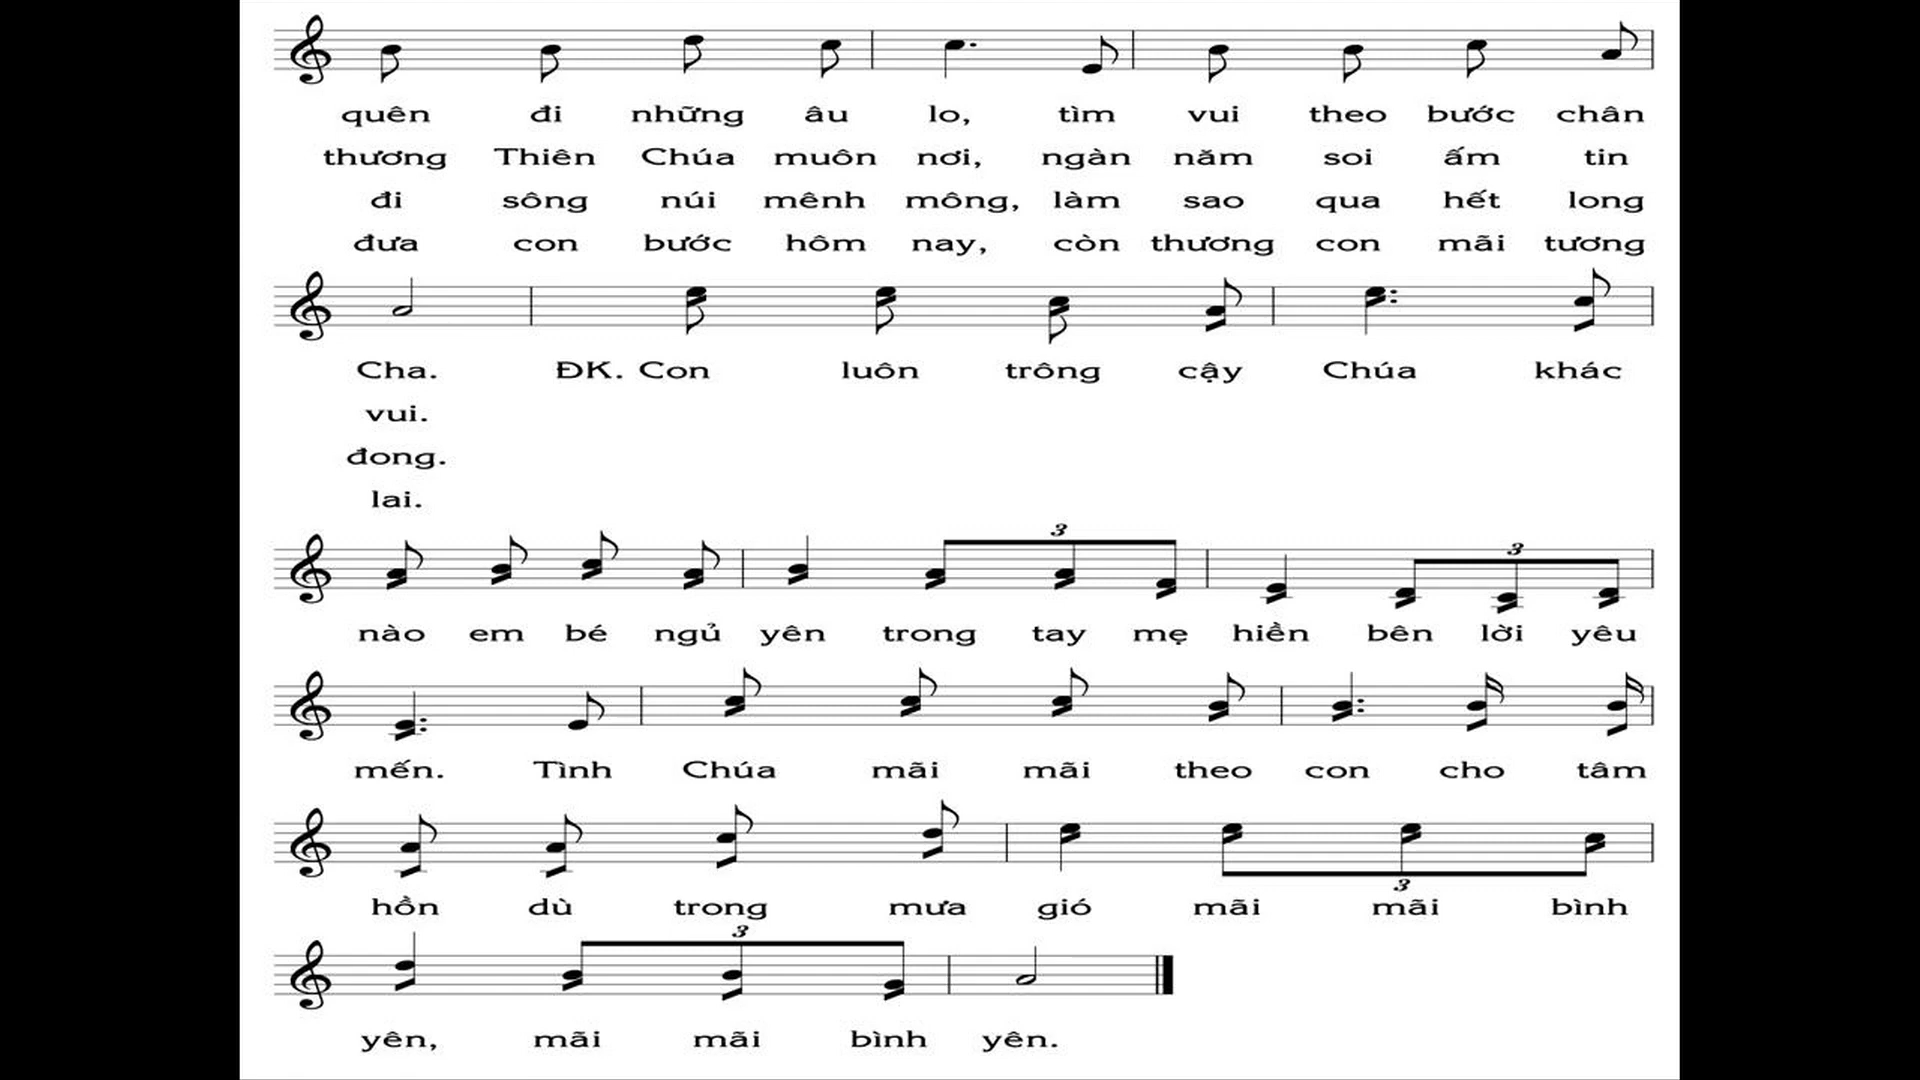 quên đi những âu lo, tìm vui theo bước chân
thương Thiên Chúa muôn nơi, ngàn năm soi ấm tin
đi sông núi mênh mông, làm sao qua hết long
đưa con bước hôm nay, còn thương con mãi tương
Cha. ĐK. Con luôn trông cậy Chúa khác
vui.
đong.
lai.
3 3
nào em bé ngủ yên trong tay mẹ hiền bên lời yêu
mến. Tình Chúa mãi mãi theo con cho tâm
3
hồn dù trong mưa gió mãi mãi bình
3
yên, mãi mãi bình yên.